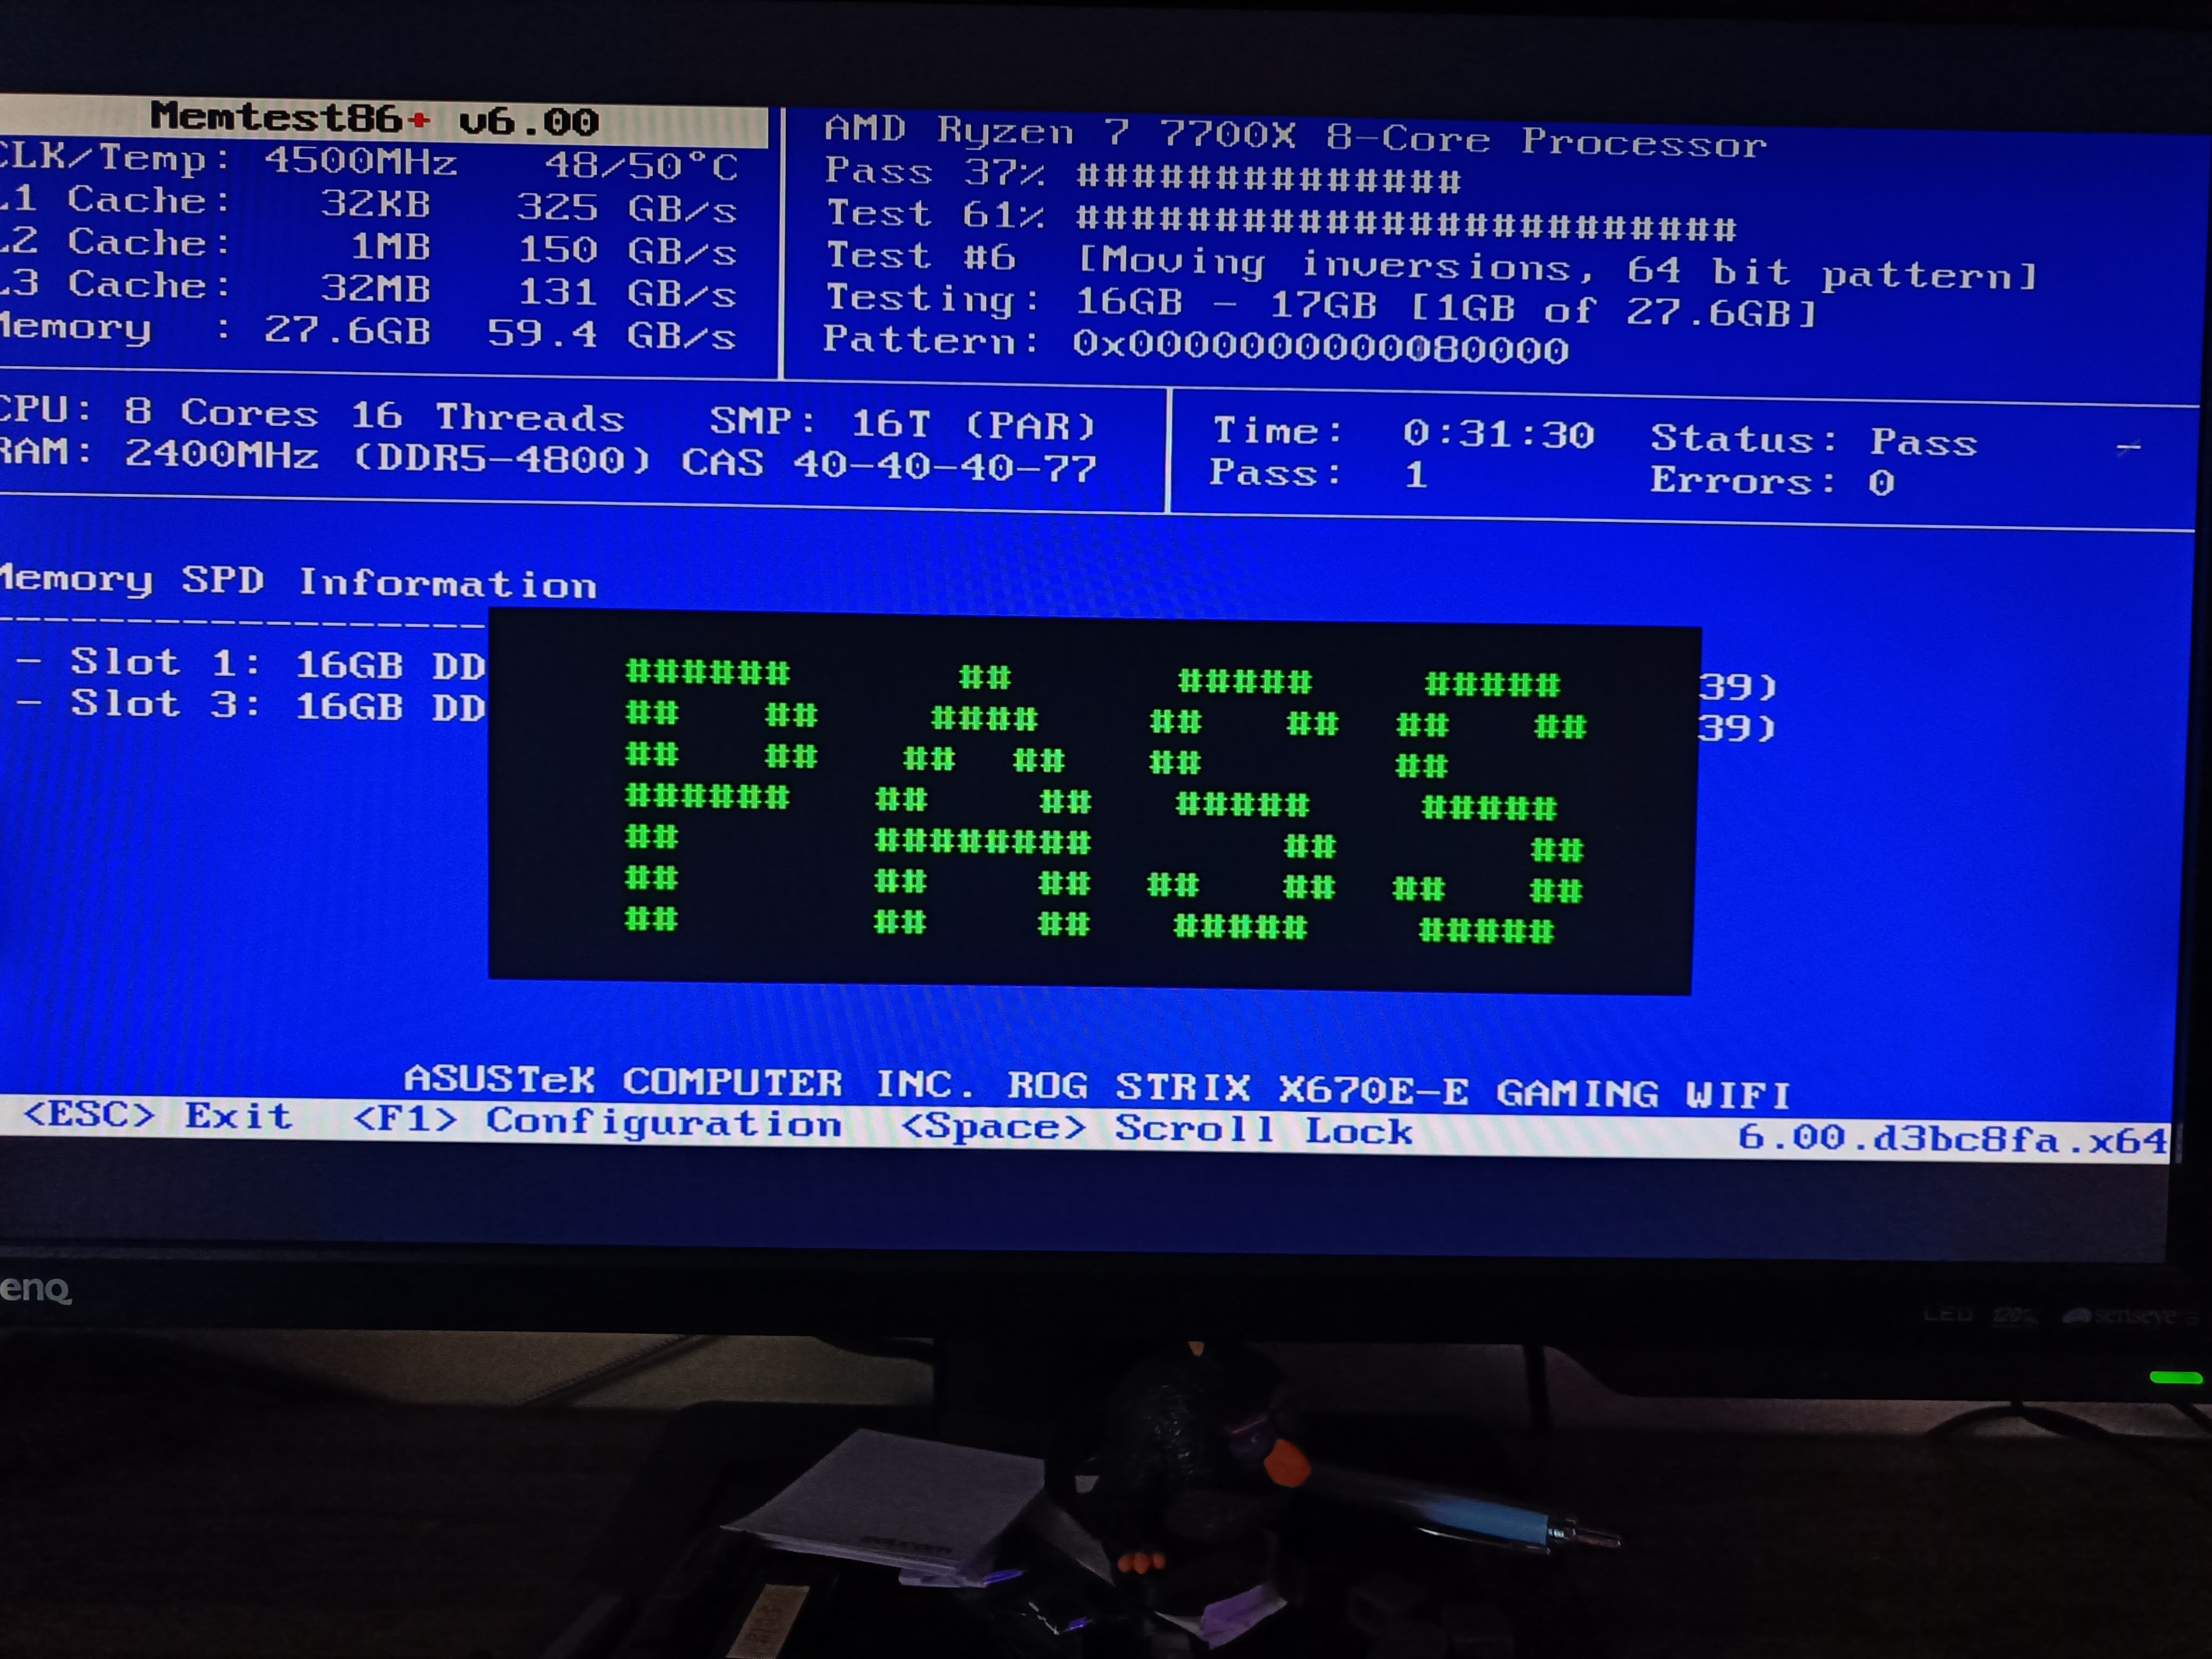 Memtest86+ v6.00
CLK/Temp: 4500MHz 48/50°C
L1 Cache: 32KB 325 GB/s
L2 Cache: 1MB 150 GB/s
L3 Cache: 32MB 131 GB/s
Memory : 27.6GB 59.4 GB/s
AMD Ryzen 7 7700X 8-Core Processor
Pass 37% ##############
Test 61% ########################
Test #6 [Moving inversions, 64 bit pattern]
Testing: 16GB - 17GB [1GB of 27.6GB]
Pattern: 0x0000000000080000
CPU: 8 Cores 16 Threads SMP: 16T (PAR)
RAM: 2400MHz (DDR5-4800) CAS 40-40-40-77
Time: 0:31:30 Status: Pass -
Pass: 1 Errors: 0
Memory SPD Information
- Slot 1: 16GB DD 39)
- Slot 3: 16GB DD 39)
PASS
ASUSTeK COMPUTER INC. ROG STRIX X670E-E GAMING WIFI
<ESC> Exit <F1> Configuration <Space> Scroll Lock 6.00.d3bc8fa.x64
enQ
LED senseye 3